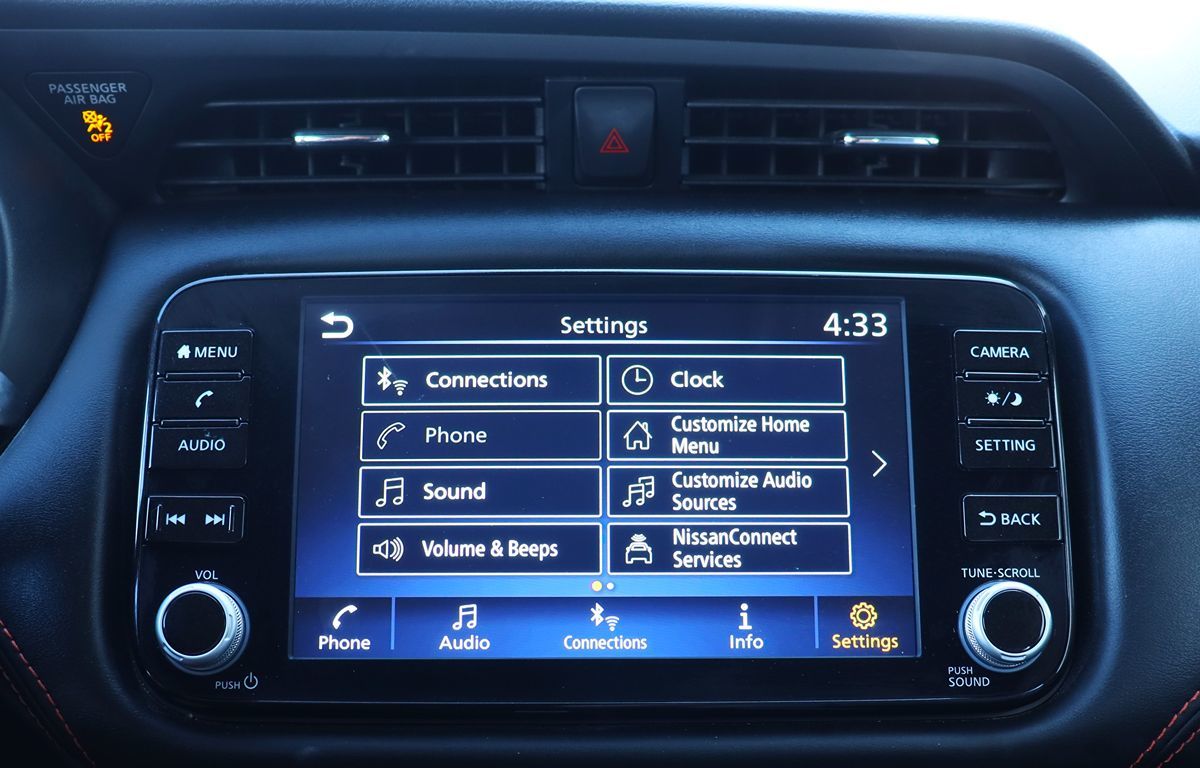 PASSENGER
AIR BAG
2
OFF
Settings
4:33
MENU
AUDIO
VOL
PUSH
Connections
Clock
Phone
Customize Home
Menu
Sound
Customize Audio
Sources
Volume & Beeps
NissanConnect
Services
Phone
Audio
Connections
Info
Settings
CAMERA
SETTING
BACK
TUNE·SCROLL
PUSH
SOUND